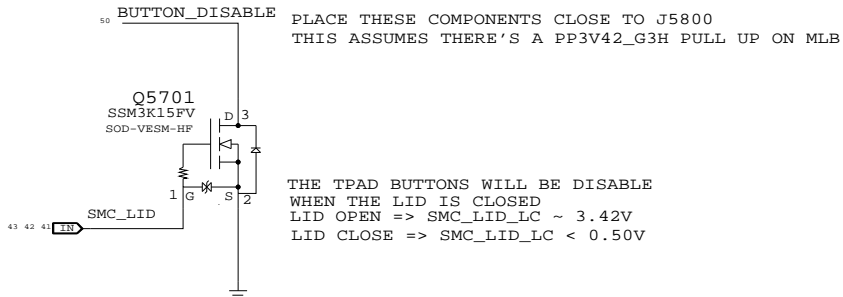 50 BUTTON_DISABLE
PLACE THESE COMPONENTS CLOSE TO J5800
THIS ASSUMES THERE'S A PP3V42_G3H PULL UP ON MLB
Q5701
SSM3K15FV
SOD-VESM-HF
D 3
1 G S 2
SMC_LID
43 42 41 IN
THE TPAD BUTTONS WILL BE DISABLE
WHEN THE LID IS CLOSED
LID OPEN => SMC_LID_LC ~ 3.42V
LID CLOSE => SMC_LID_LC < 0.50V